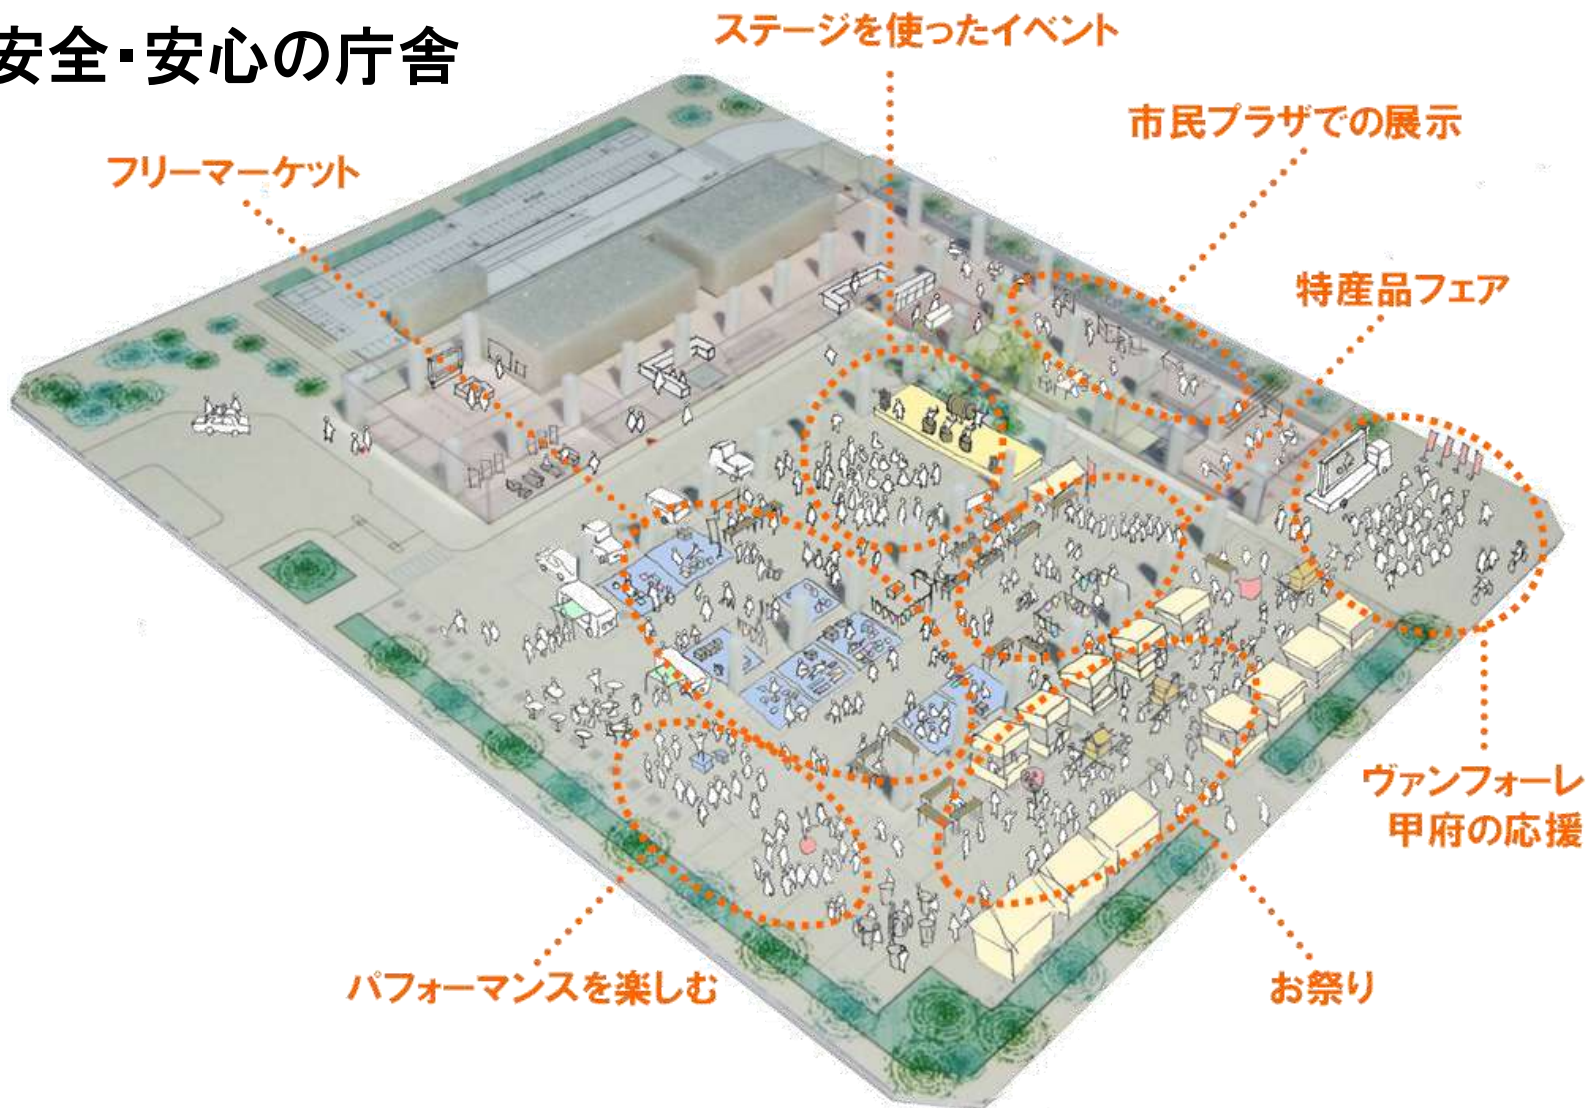 安全・安心の庁舎
ステージを使ったイベント
市民プラザでの展示
フリーマーケット
特産品フェア
ヴァンフォーレ
甲府の応援
パフォーマンスを楽しむ
お祭り